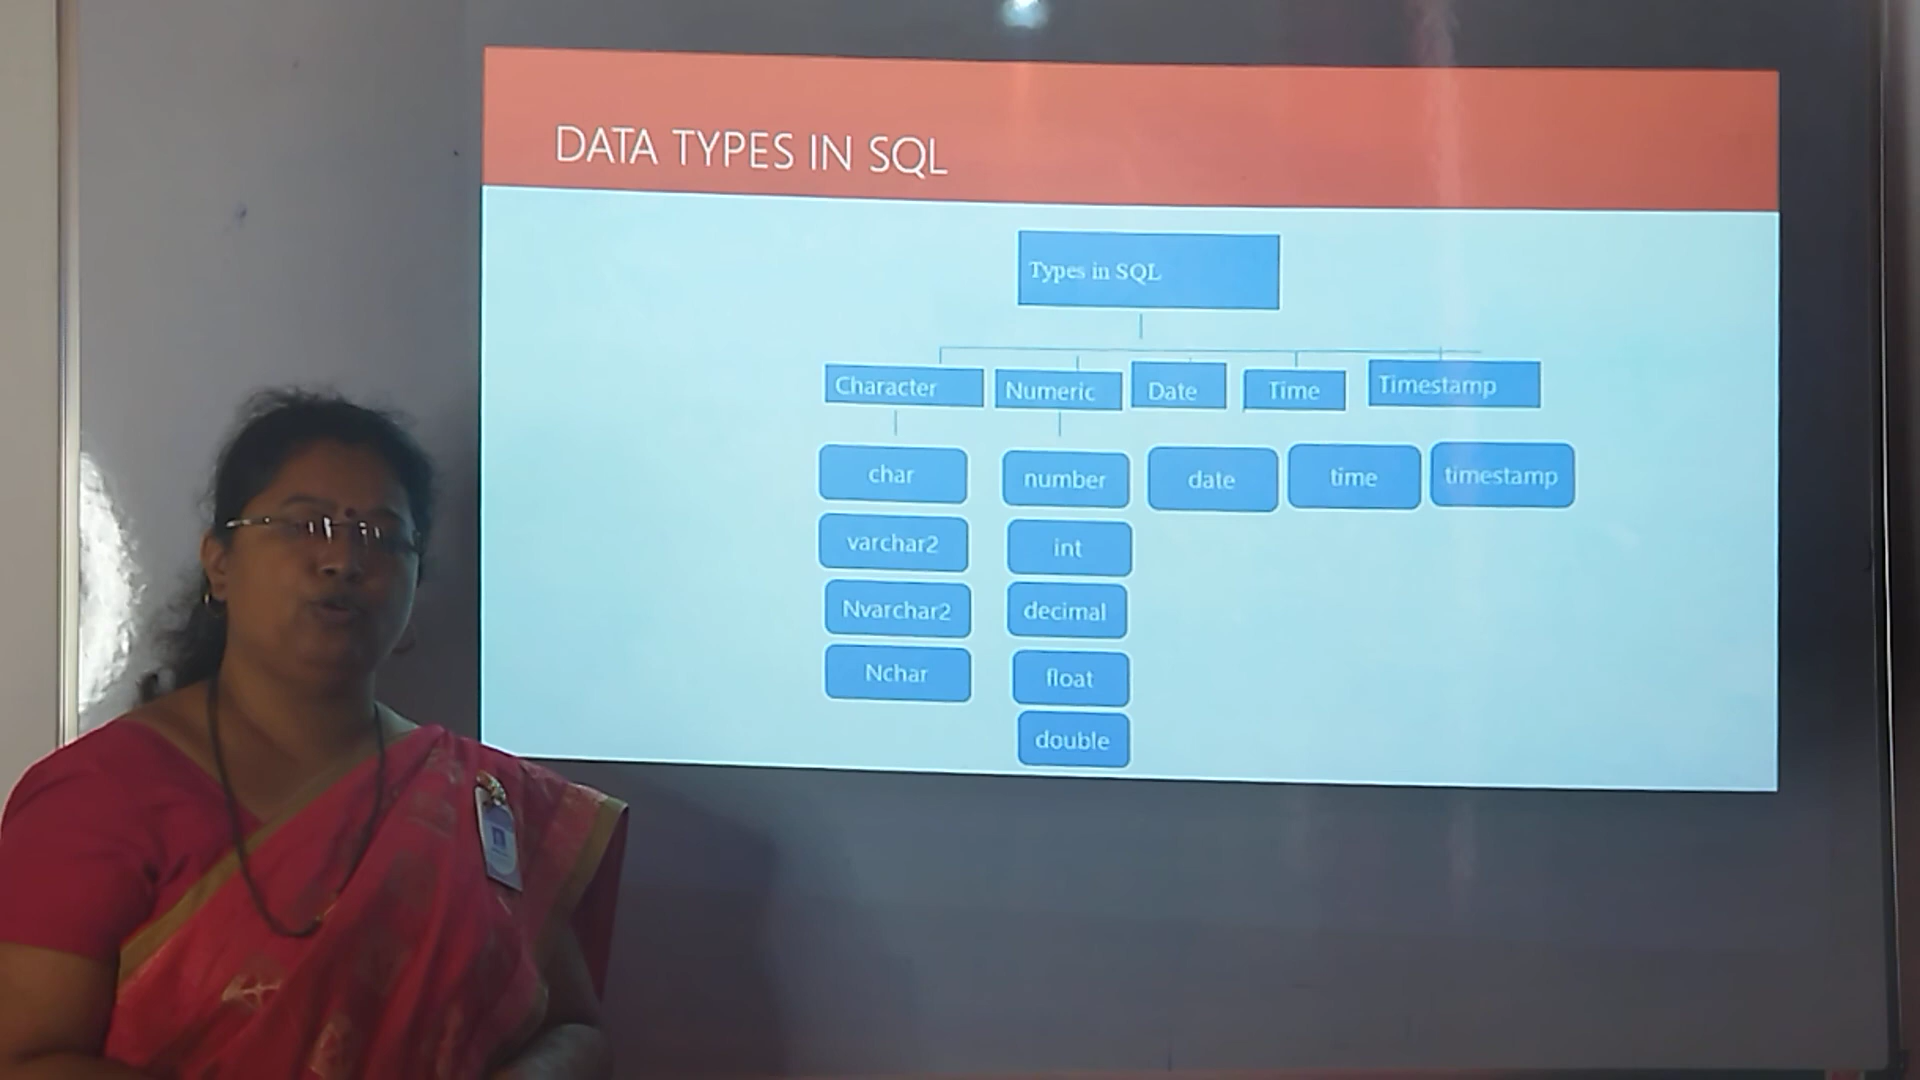 DATA TYPES IN SQL
Types in SQL
Character
Numeric
Date
Time
Timestamp
char
number
date
time
timestamp
varchar2
int
Nvarchar2
decimal
Nchar
float
double